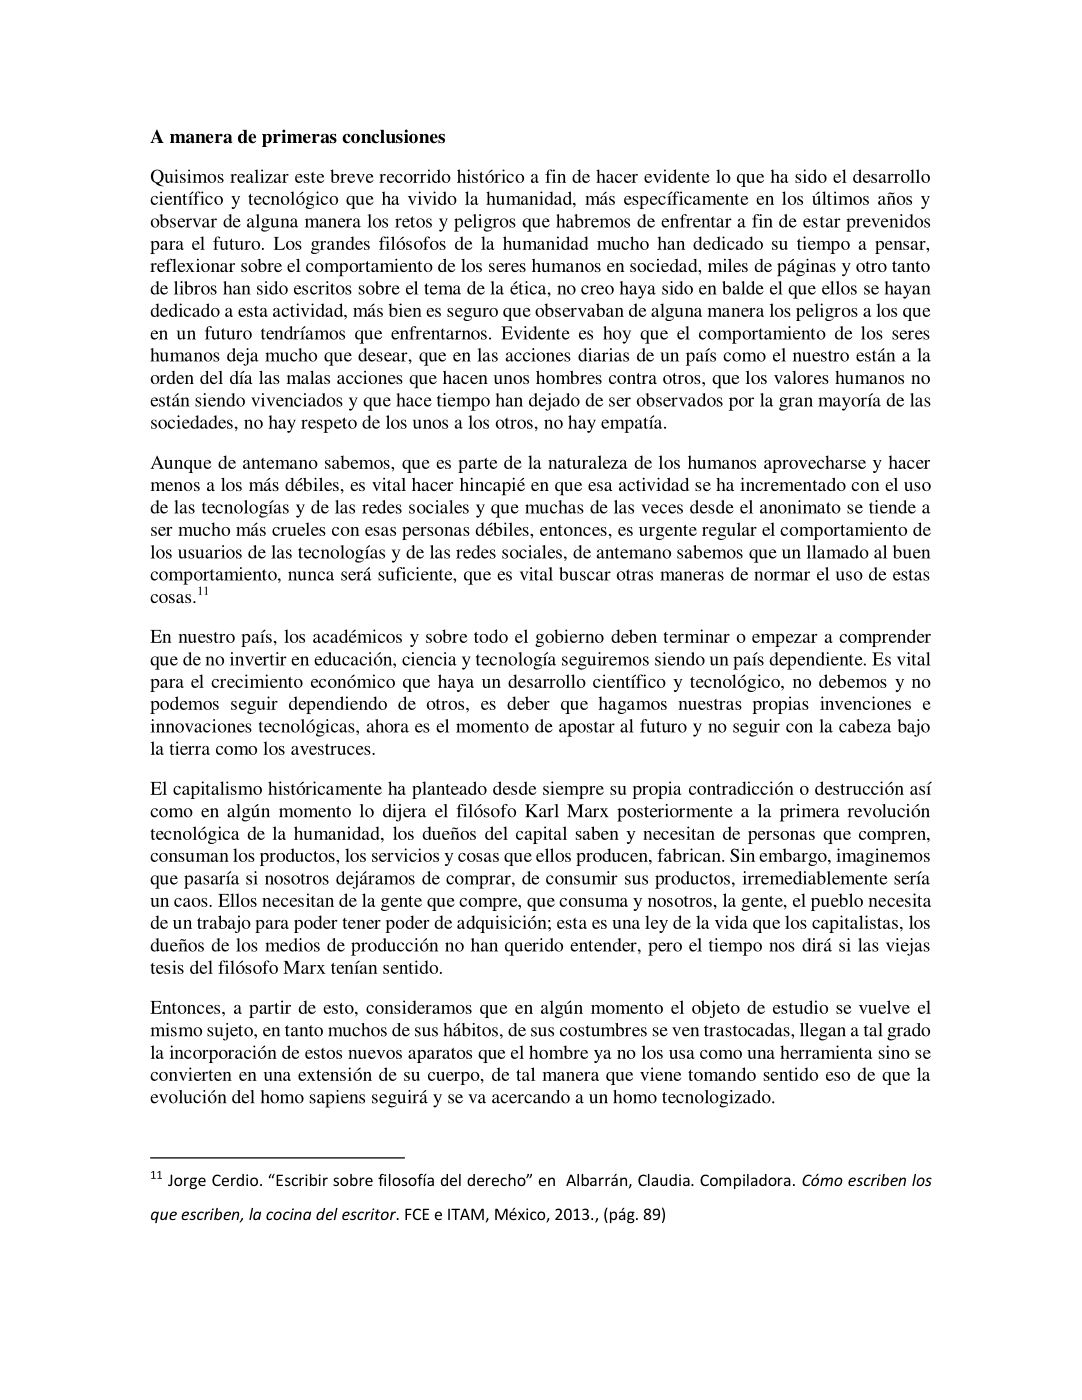 A manera de primeras conclusiones
Quisimos realizar este breve recorrido histórico a fin de hacer evidente lo que ha sido el desarrollo
científico y tecnológico que ha vivido la humanidad, más específicamente en los últimos años y
observar de alguna manera los retos y peligros que habremos de enfrentar a fin de estar prevenidos
para el futuro. Los grandes filósofos de la humanidad mucho han dedicado su tiempo a pensar,
reflexionar sobre el comportamiento de los seres humanos en sociedad, miles de páginas y otro tanto
de libros han sido escritos sobre el tema de la ética, no creo haya sido en balde el que ellos se hayan
dedicado a esta actividad, más bien es seguro que observaban de alguna manera los peligros a los que
en un futuro tendríamos que enfrentarnos. Evidente es hoy que el comportamiento de los seres
humanos deja mucho que desear, que en las acciones diarias de un país como el nuestro están a la
orden del día las malas acciones que hacen unos hombres contra otros, que los valores humanos no
están siendo vivenciados y que hace tiempo han dejado de ser observados por la gran mayoría de las
sociedades, no hay respeto de los unos a los otros, no hay empatía.
Aunque de antemano sabemos, que es parte de la naturaleza de los humanos aprovecharse y hacer
menos a los más débiles, es vital hacer hincapié en que esa actividad se ha incrementado con el uso
de las tecnologías y de las redes sociales y que muchas de las veces desde el anonimato se tiende a
ser mucho más crueles con esas personas débiles, entonces, es urgente regular el comportamiento de
los usuarios de las tecnologías y de las redes sociales, de antemano sabemos que un llamado al buen
comportamiento, nunca será suficiente, que es vital buscar otras maneras de normar el uso de estas
cosas.11
En nuestro país, los académicos y sobre todo el gobierno deben terminar o empezar a comprender
que de no invertir en educación, ciencia y tecnología seguiremos siendo un país dependiente. Es vital
para el crecimiento económico que haya un desarrollo científico y tecnológico, no debemos y no
podemos seguir dependiendo de otros, es deber que hagamos nuestras propias invenciones e
innovaciones tecnológicas, ahora es el momento de apostar al futuro y no seguir con la cabeza bajo
la tierra como los avestruces.
El capitalismo históricamente ha planteado desde siempre su propia contradicción o destrucción así
como en algún momento lo dijera el filósofo Karl Marx posteriormente a la primera revolución
tecnológica de la humanidad, los dueños del capital saben y necesitan de personas que compren,
consuman los productos, los servicios y cosas que ellos producen, fabrican. Sin embargo, imaginemos
que pasaría si nosotros dejáramos de comprar, de consumir sus productos, irremediablemente sería
un caos. Ellos necesitan de la gente que compre, que consuma y nosotros, la gente, el pueblo necesita
de un trabajo para poder tener poder de adquisición; esta es una ley de la vida que los capitalistas, los
dueños de los medios de producción no han querido entender, pero el tiempo nos dirá si las viejas
tesis del filósofo Marx tenían sentido.
Entonces, a partir de esto, consideramos que en algún momento el objeto de estudio se vuelve el
mismo sujeto, en tanto muchos de sus hábitos, de sus costumbres se ven trastocadas, llegan a tal grado
la incorporación de estos nuevos aparatos que el hombre ya no los usa como una herramienta sino se
convierten en una extensión de su cuerpo, de tal manera que viene tomando sentido eso de que la
evolución del homo sapiens seguirá y se va acercando a un homo tecnologizado.
11 Jorge Cerdio. “Escribir sobre filosofía del derecho” en  Albarrán, Claudia. Compiladora. Cómo escriben los
que escriben, la cocina del escritor. FCE e ITAM, México, 2013., (pág. 89)